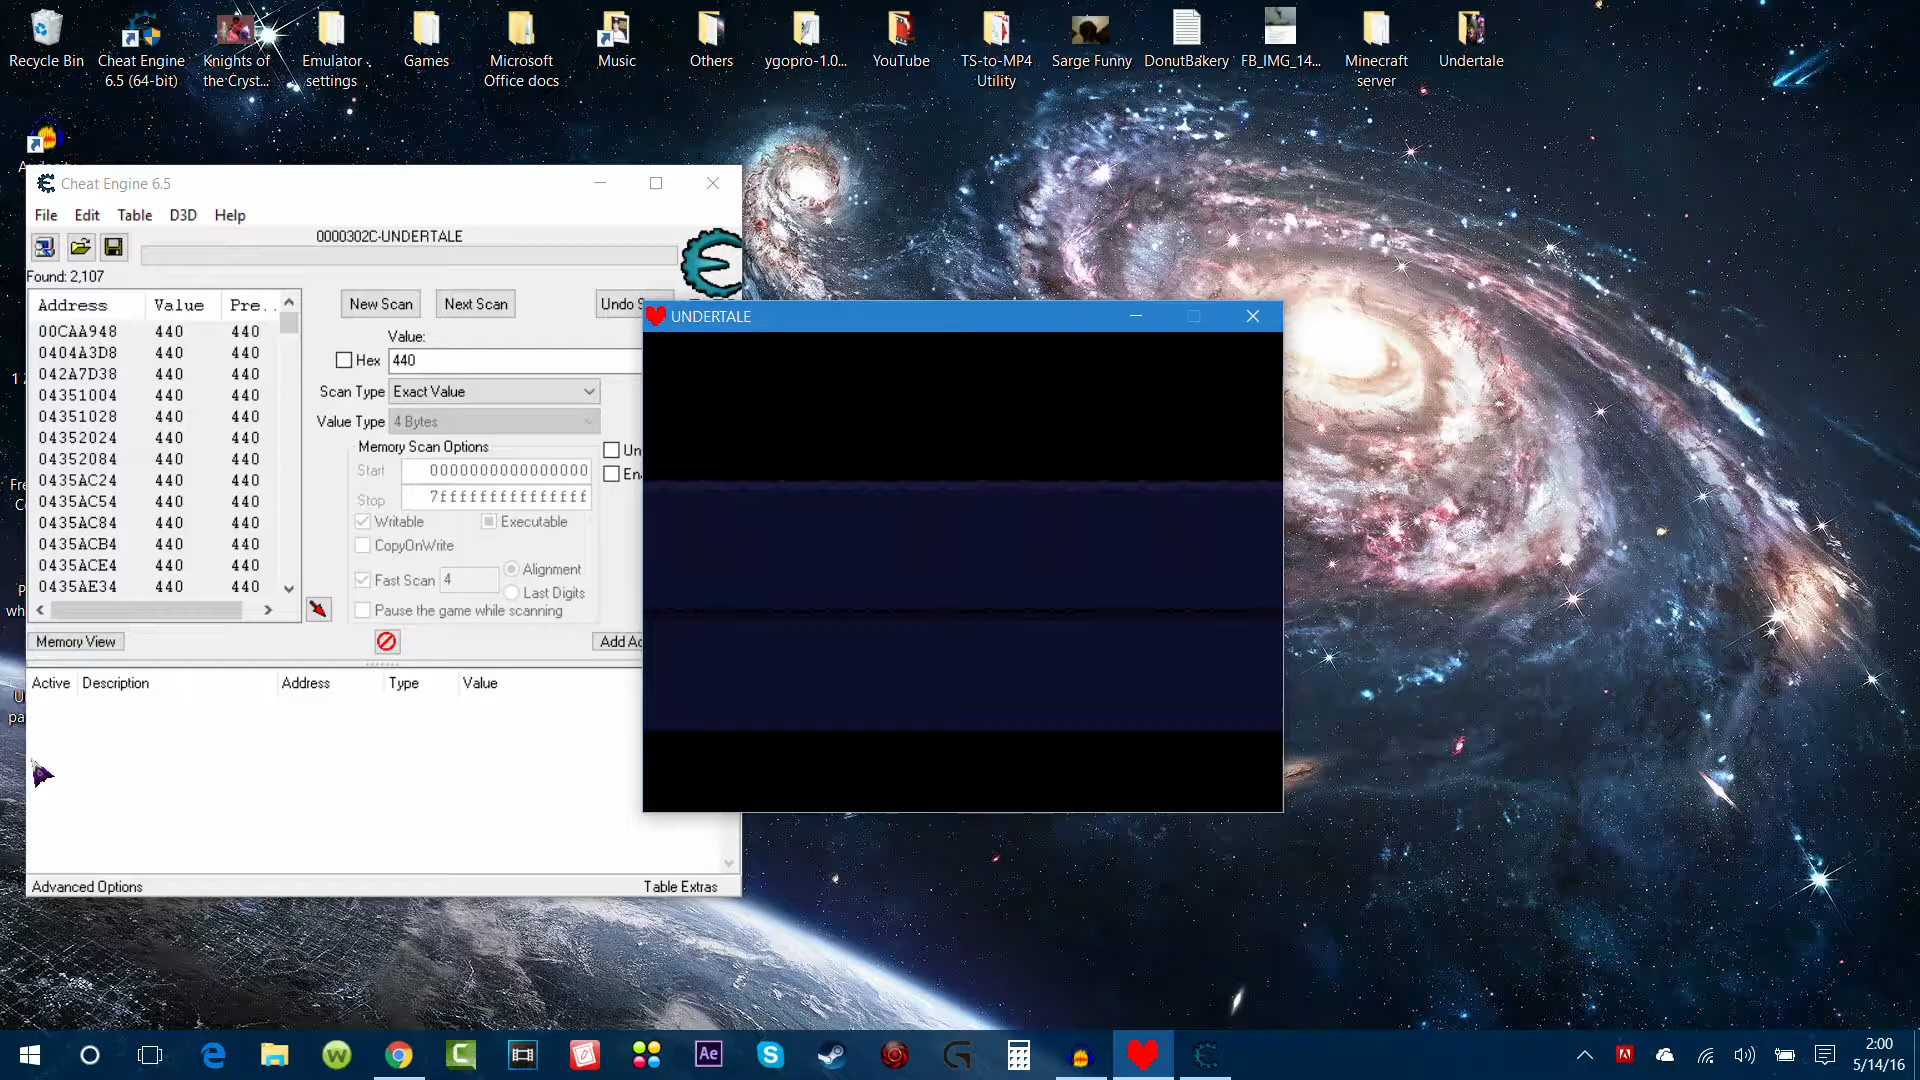 Recycle Bin
Cheat Engine
6.5 (64-bit)
Knights of
the Cryst...
Emulator
settings
Games
Microsoft
Office docs
Music
Others
ygopro-1.0...
YouTube
TS-to-MP4
Utility
Sarge Funny
DonutBakery
FB_IMG_14...
Minecraft
server
Undertale
Cheat Engine 6.5
File Edit Table D3D Help
0000302C-UNDERTALE
Found: 2,107
Address Value Pre..
00CAA948 440 440
0404A3D8 440 440
042A7D38 440 440
04351004 440 440
04351028 440 440
04352024 440 440
04352084 440 440
0435AC24 440 440
0435AC54 440 440
0435AC84 440 440
0435ACB4 440 440
0435ACE4 440 440
0435AE34 440 440
New Scan Next Scan Undo S
Value:
Hex 440
Scan Type Exact Value
Value Type 4 Bytes
Memory Scan Options
Start 0000000000000000
Stop 7fffffffffffffff
Writable Executable
CopyOnWrite
Fast Scan 4 Alignment
Last Digits
Pause the game while scanning
Un
En
Memory View
Add Ad
Active Description Address Type Value
Advanced Options Table Extras
UNDERTALE
Ae
2:00
5/14/16